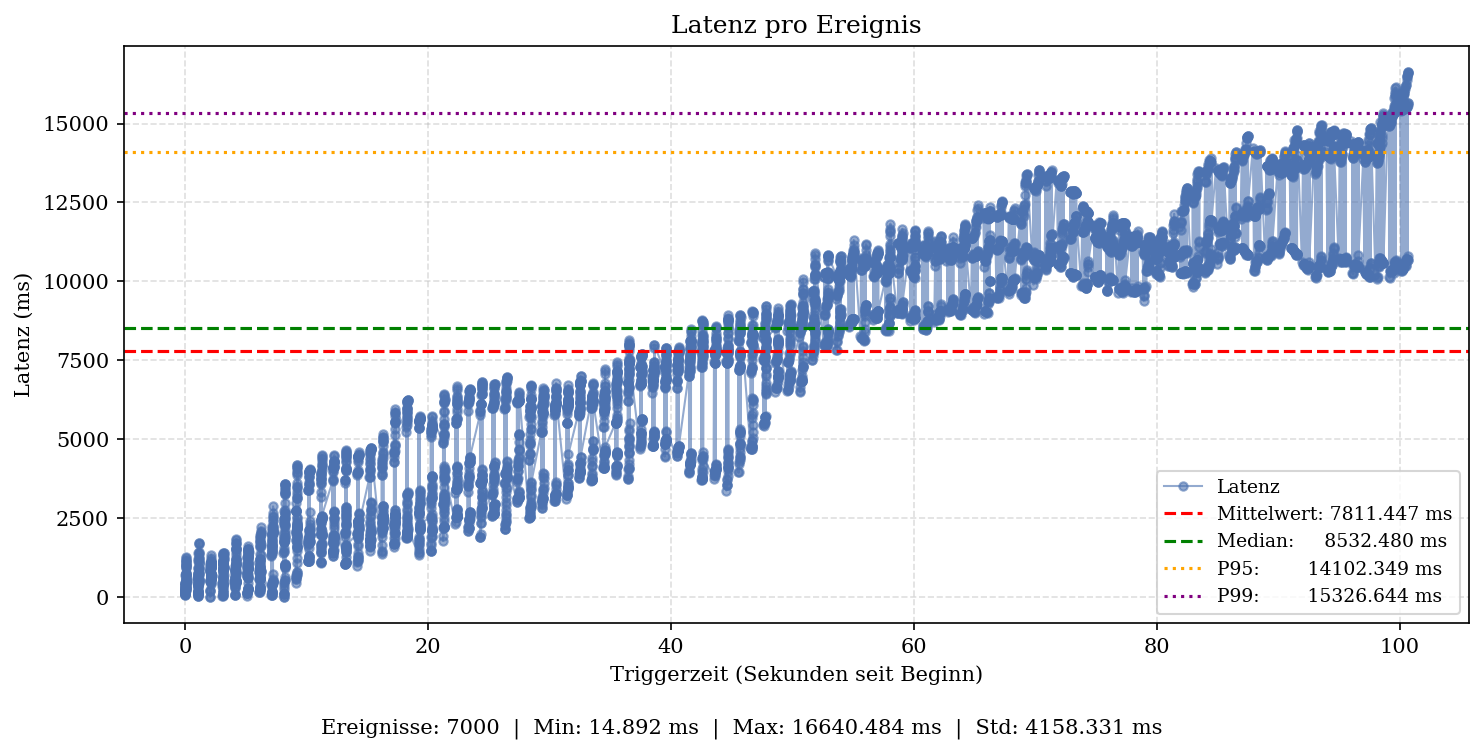 Latenz pro Ereignis
Latenz (ms)
15000
12500
10000
7500
5000
2500
0
Latenz
Mittelwert: 7811.447 ms
Median: 8532.480 ms
P95: 14102.349 ms
P99: 15326.644 ms
0 20 40 60 80 100
Triggerzeit (Sekunden seit Beginn)
Ereignisse: 7000 | Min: 14.892 ms | Max: 16640.484 ms | Std: 4158.331 ms